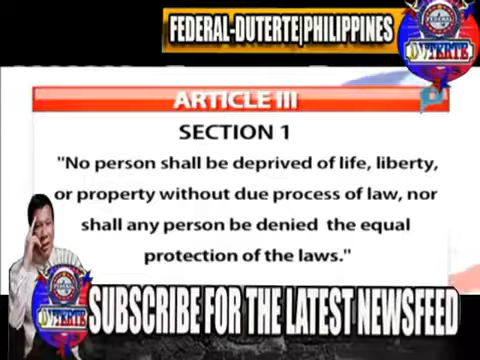 FEDERAL-DUTERTE|PHILIPPINES
DUTERTE
ARTICLE III
SECTION 1
"No person shall be deprived of life, liberty,
or property without due process of law, nor
shall any person be denied the equal
protection of the laws."
DUTERTE
SUBSCRIBE FOR THE LATEST NEWSFEED